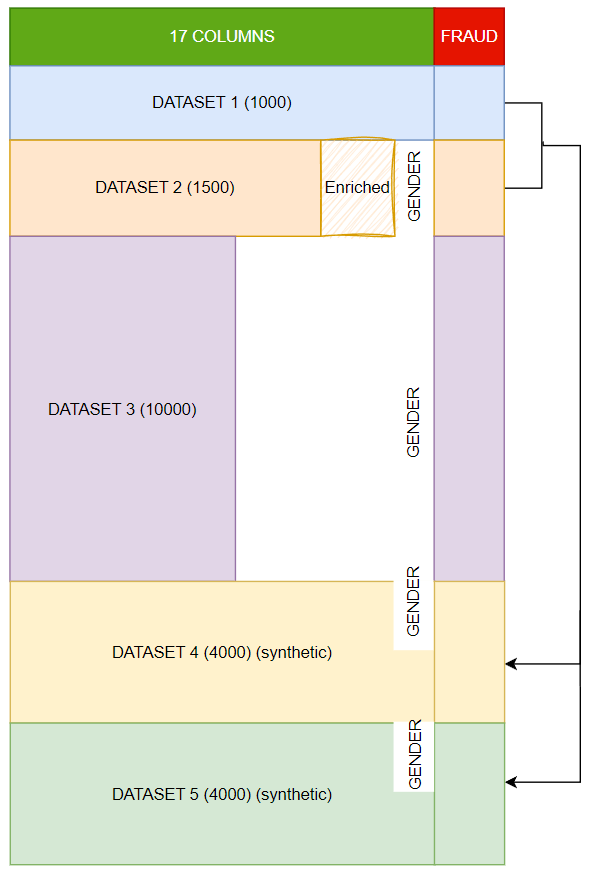 17 COLUMNS
FRAUD
DATASET 1 (1000)
DATASET 2 (1500)
Enriched
GENDER
DATASET 3 (10000)
GENDER
GENDER
DATASET 4 (4000) (synthetic)
GENDER
DATASET 5 (4000) (synthetic)